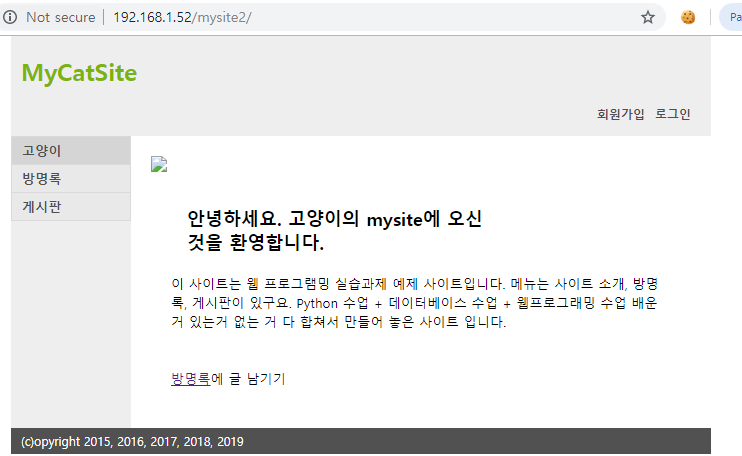 Not secure | 192.168.1.52/mysite2/
Pa
MyCatSite
회원가입 로그인
고양이
방명록
게시판
안녕하세요. 고양이의 mysite에 오신
것을 환영합니다.
이 사이트는 웹 프로그램밍 실습과제 예제 사이트입니다. 메뉴는 사이트 소개, 방명
록, 게시판이 있구요. Python 수업 + 데이터베이스 수업 + 웹프로그래밍 수업 배운
거 있는거 없는 거 다 합쳐서 만들어 놓은 사이트 입니다.
방명록에 글 남기기
(c)opyright 2015, 2016, 2017, 2018, 2019